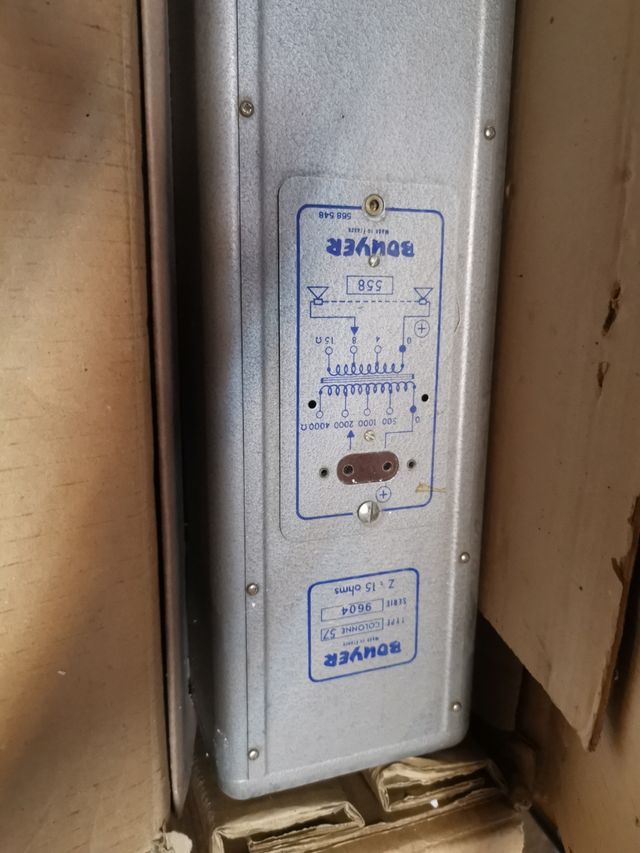 BOUYER
Made in France
TYPE COLONNE 57
SERIE 9604
Z : 15 ohms
+
0 500 1000 2000 4000Ω
0 4 8 15Ω
+
558
BOUYER
Made in France
568 548